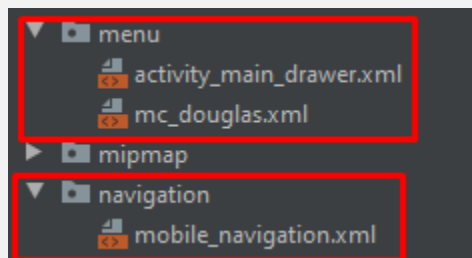 menu
activity_main_drawer.xml
mc_douglas.xml
mipmap
navigation
mobile_navigation.xml